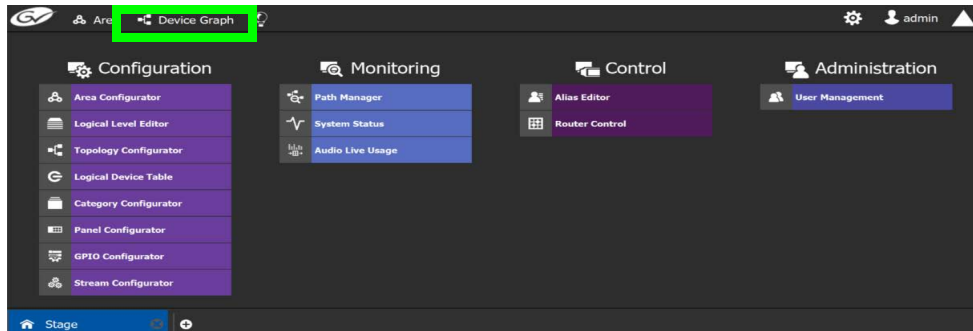 GV Are Device Graph admin
Configuration Monitoring Control Administration
Area Configurator Path Manager Alias Editor User Management
Logical Level Editor System Status Router Control
Topology Configurator Audio Live Usage
Logical Device Table
Category Configurator
Panel Configurator
GPIO Configurator
Stream Configurator
Stage